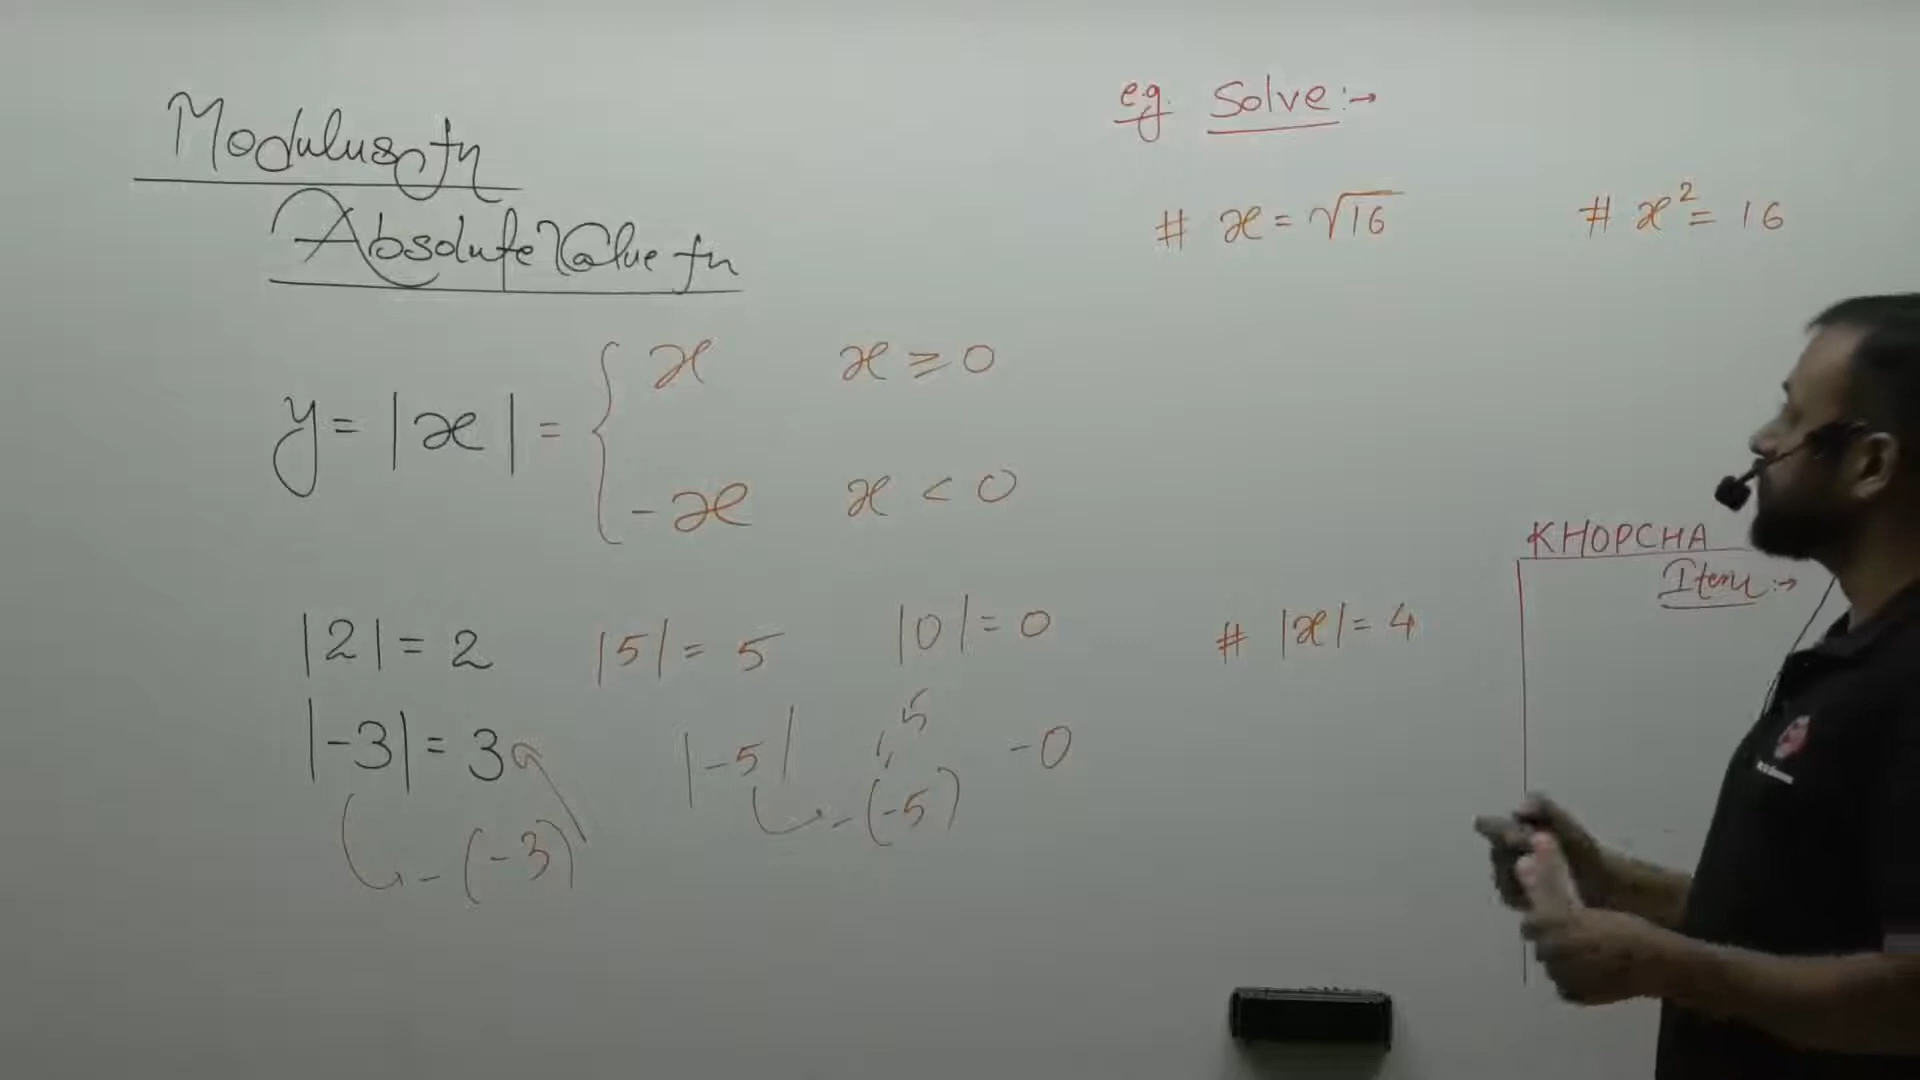 Modulus fn
Absolute Value fn
y = |x| = { x x ≥ 0
-x x < 0
|2| = 2 |5| = 5 |0| = 0
|-3| = 3 |-5| 5 -0
-(-3) -(-5)
e.g. Solve :→
# x = √16 # x² = 16
# |x| = 4
KHOPCHA
Item :→